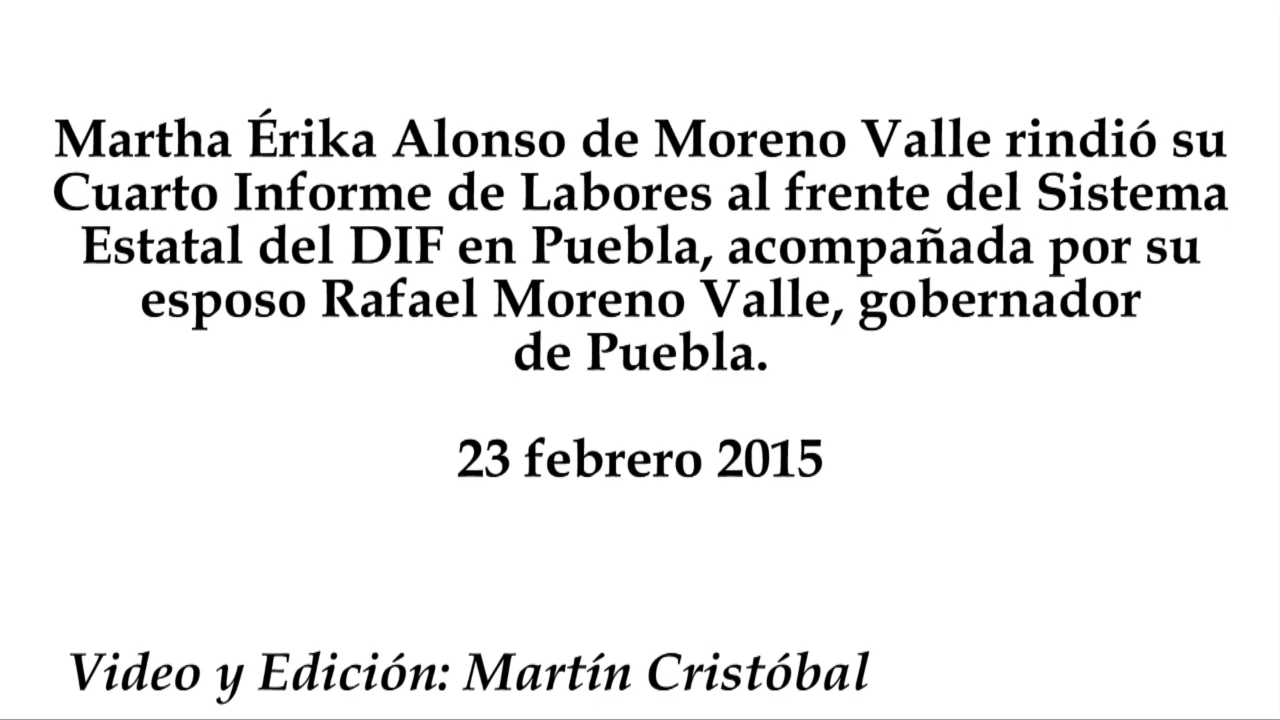 Martha Érika Alonso de Moreno Valle rindió su
Cuarto Informe de Labores al frente del Sistema
Estatal del DIF en Puebla, acompañada por su
esposo Rafael Moreno Valle, gobernador
de Puebla.
23 febrero 2015
Video y Edición: Martín Cristóbal